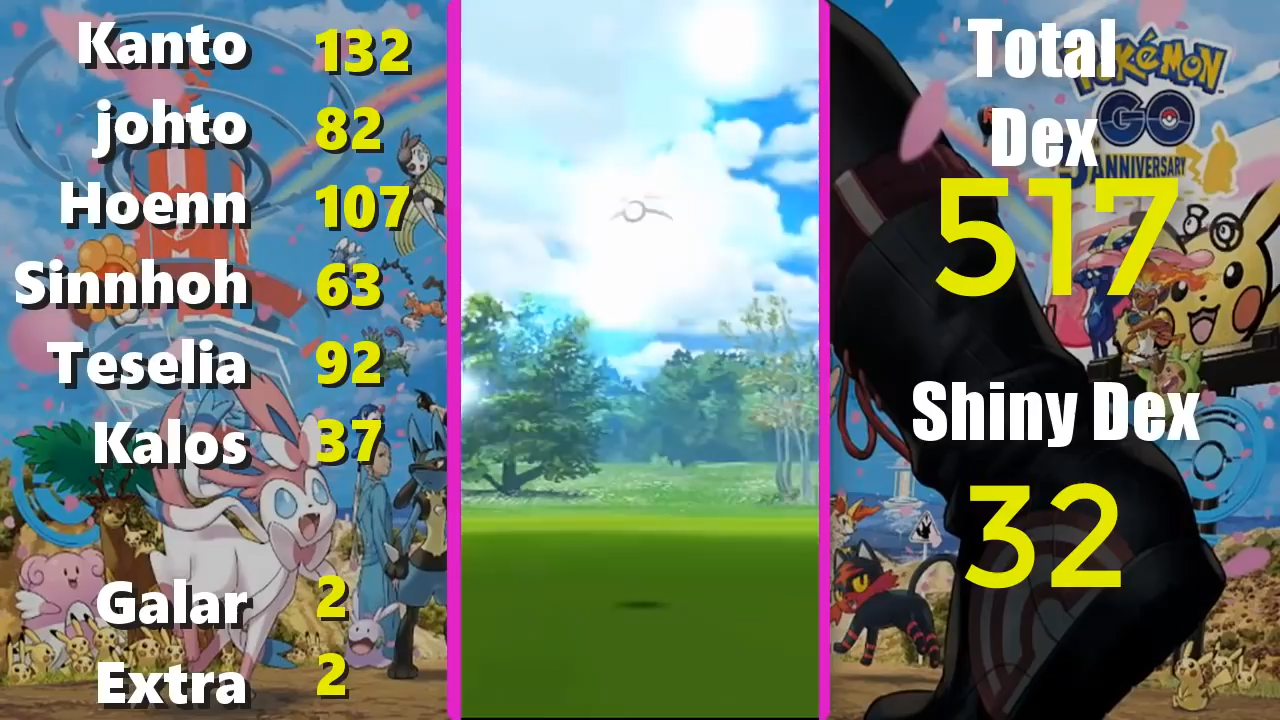 Kanto 132
johto 82
Hoenn 107
Sinnhoh 63
Teselia 92
Kalos 37
Galar 2
Extra 2
Total
Dex
517
Shiny Dex
32
POKéMON
GO
ANNIVERSARY